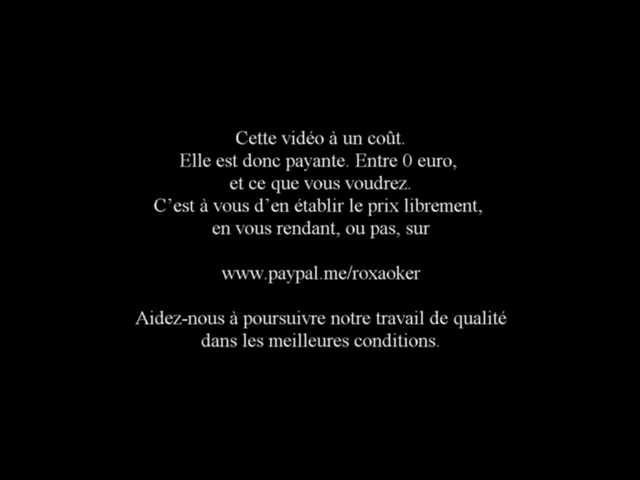 Cette vidéo à un coût.
Elle est donc payante. Entre 0 euro,
et ce que vous voudrez.
C’est à vous d’en établir le prix librement,
en vous rendant, ou pas, sur
www.paypal.me/roxaoker
Aidez-nous à poursuivre notre travail de qualité
dans les meilleures conditions.